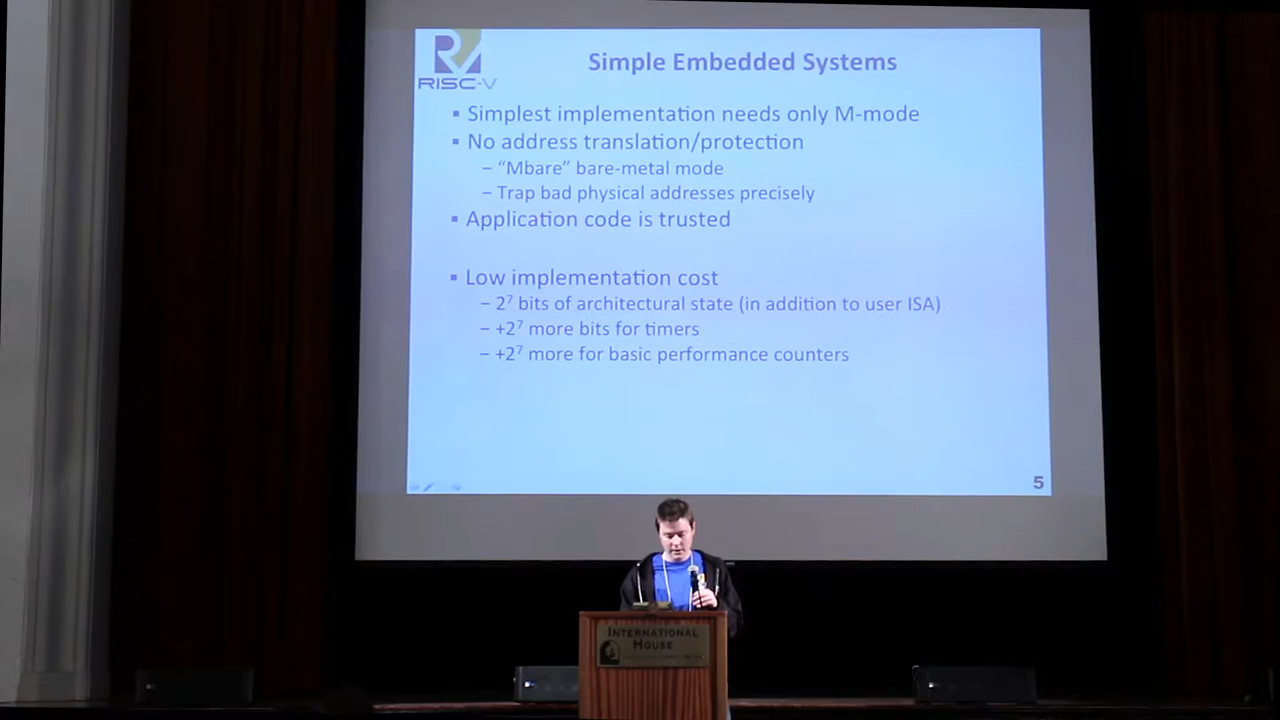 RISC-V
Simple Embedded Systems
▪ Simplest implementation needs only M-mode
▪ No address translation/protection
– “Mbare” bare-metal mode
– Trap bad physical addresses precisely
▪ Application code is trusted
▪ Low implementation cost
– 2⁷ bits of architectural state (in addition to user ISA)
– +2⁷ more bits for timers
– +2⁷ more for basic performance counters
5
INTERNATIONAL
HOUSE